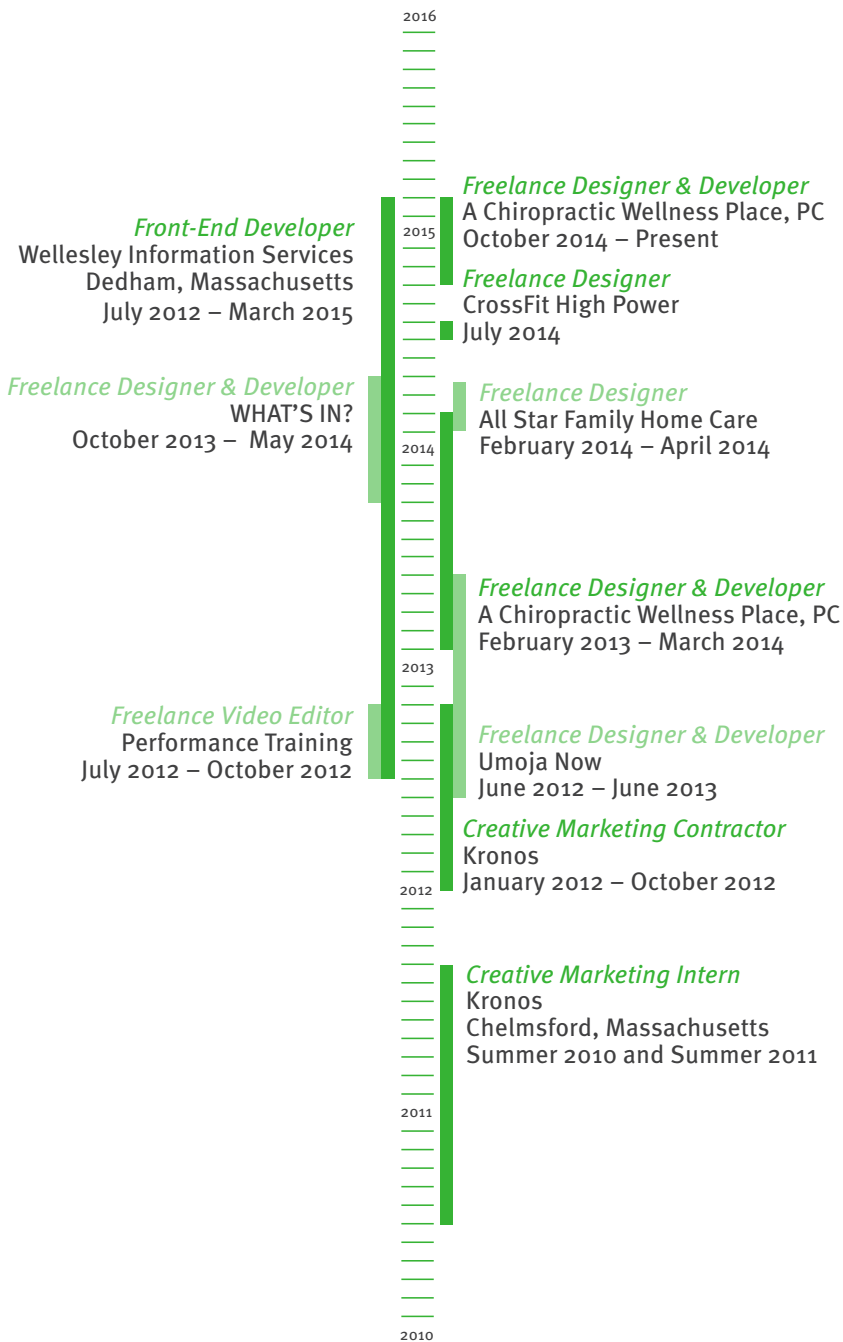 2016
Freelance Designer & Developer
A Chiropractic Wellness Place, PC
October 2014 – Present
Front-End Developer
Wellesley Information Services
Dedham, Massachusetts
July 2012 – March 2015
2015
Freelance Designer
CrossFit High Power
July 2014
Freelance Designer & Developer
WHAT'S IN?
October 2013 – May 2014
Freelance Designer
All Star Family Home Care
February 2014 – April 2014
2014
Freelance Designer & Developer
A Chiropractic Wellness Place, PC
February 2013 – March 2014
2013
Freelance Video Editor
Performance Training
July 2012 – October 2012
Freelance Designer & Developer
Umoja Now
June 2012 – June 2013
Creative Marketing Contractor
Kronos
January 2012 – October 2012
2012
Creative Marketing Intern
Kronos
Chelmsford, Massachusetts
Summer 2010 and Summer 2011
2011
2010